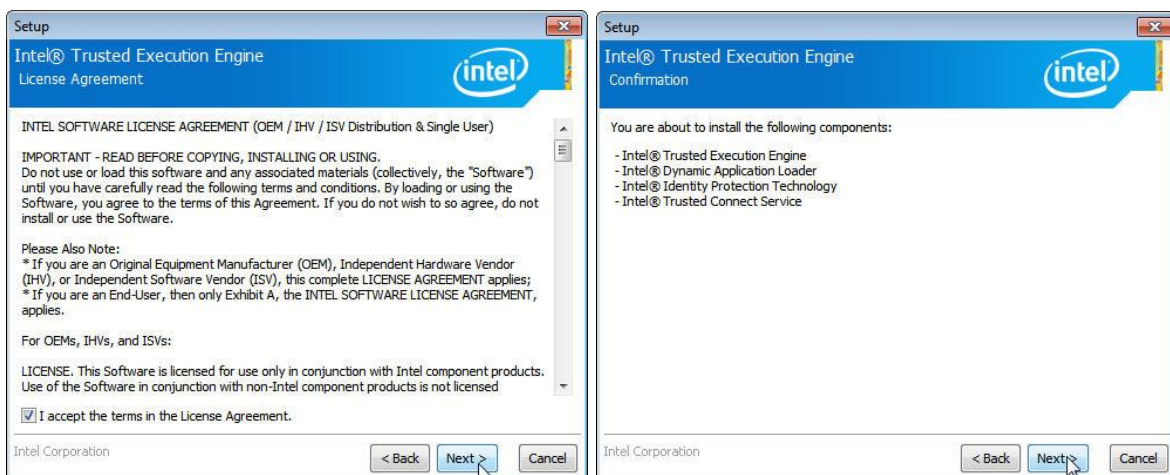 Setup
Intel® Trusted Execution Engine
License Agreement
intel
INTEL SOFTWARE LICENSE AGREEMENT (OEM / IHV / ISV Distribution & Single User)
IMPORTANT - READ BEFORE COPYING, INSTALLING OR USING.
Do not use or load this software and any associated materials (collectively, the "Software")
until you have carefully read the following terms and conditions. By loading or using the
Software, you agree to the terms of this Agreement. If you do not wish to so agree, do not
install or use the Software.
Please Also Note:
* If you are an Original Equipment Manufacturer (OEM), Independent Hardware Vendor
(IHV), or Independent Software Vendor (ISV), this complete LICENSE AGREEMENT applies;
* If you are an End-User, then only Exhibit A, the INTEL SOFTWARE LICENSE AGREEMENT,
applies.
For OEMs, IHVs, and ISVs:
LICENSE. This Software is licensed for use only in conjunction with Intel component products.
Use of the Software in conjunction with non-Intel component products is not licensed
I accept the terms in the License Agreement.
Intel Corporation
< Back
Next >
Cancel
Setup
Intel® Trusted Execution Engine
Confirmation
intel
You are about to install the following components:
- Intel® Trusted Execution Engine
- Intel® Dynamic Application Loader
- Intel® Identity Protection Technology
- Intel® Trusted Connect Service
Intel Corporation
< Back
Next >
Cancel